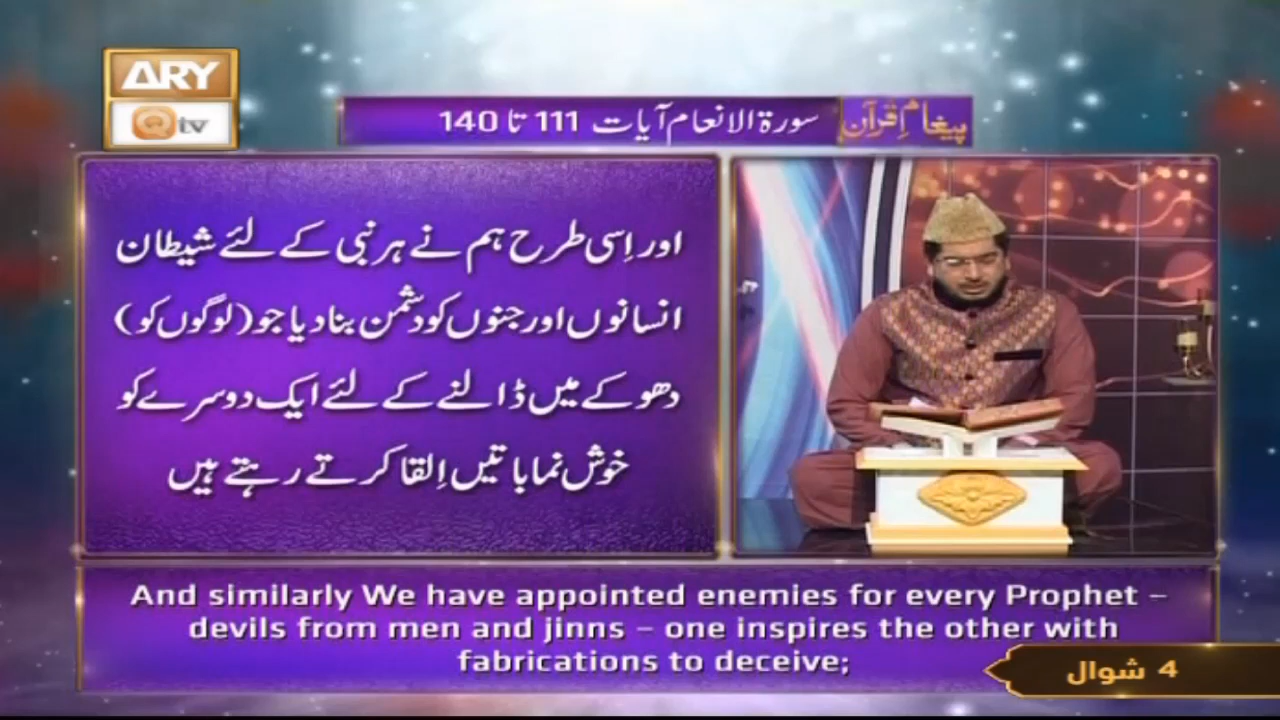 ARY
Qtv
پیغامِ قرآن سورۃ الانعام آیات 111 تا 140
اور اِسی طرح ہم نے ہر نبی کے لئے شیطان
انسانوں اور جنوں کو دشمن بنا دیا جو (لوگوں کو)
دھوکے میں ڈالنے کے لئے ایک دوسرے کو
خوش نما باتیں اِلقا کرتے رہتے ہیں
And similarly We have appointed enemies for every Prophet –
devils from men and jinns – one inspires the other with
fabrications to deceive;
4 شوال